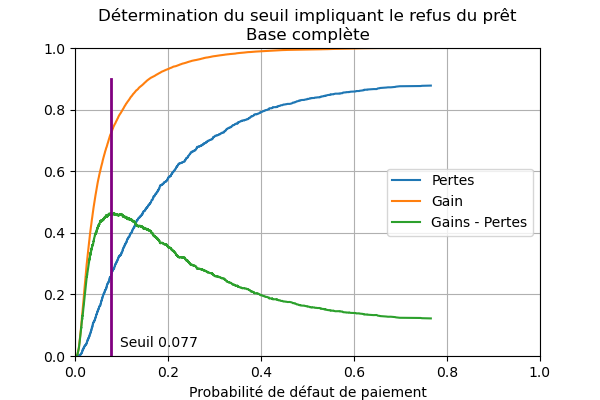 Détermination du seuil impliquant le refus du prêt
Base complète
1.0
0.8
0.6
0.4
0.2
0.0
Pertes
Gain
Gains - Pertes
Seuil 0.077
0.0 0.2 0.4 0.6 0.8 1.0
Probabilité de défaut de paiement